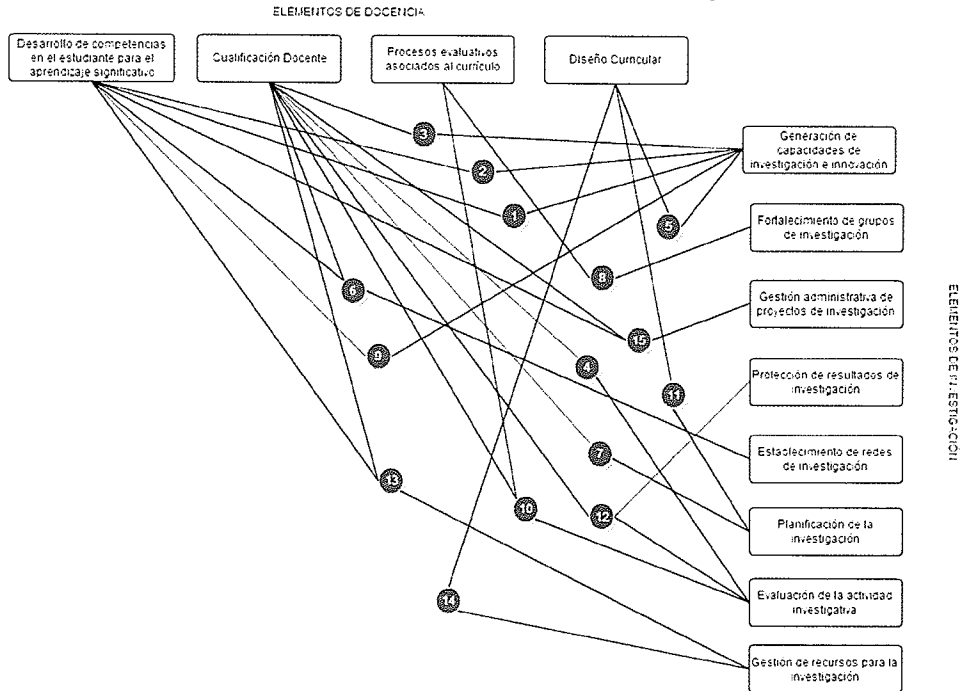 ELEMENTOS DE DOCENCIA
Desarrollo de competencias
en el estudiante para el
aprendizaje significativo
Cualificación Docente
Procesos evaluativos
asociados al currículo
Diseño Curricular
3
2
1
5
8
6
15
9
4
11
7
13
10
12
14
Generación de
capacidades de
investigación e innovación
Fortalecimiento de grupos
de investigación
Gestión administrativa de
proyectos de investigación
Protección de resultados de
investigación
Establecimiento de redes
de investigación
Planificación de la
investigación
Evaluación de la actividad
investigativa
Gestión de recursos para la
investigación
ELEMENTOS DE INVESTIGACIÓN